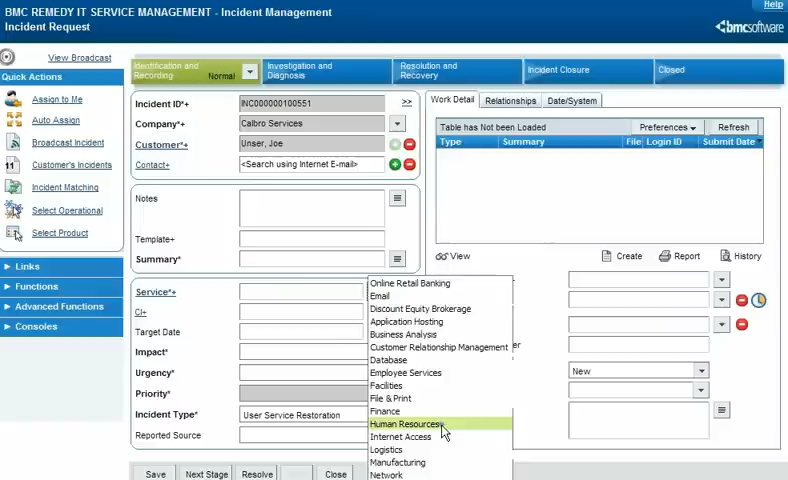 BMC REMEDY IT SERVICE MANAGEMENT - Incident Management
Help
Incident Request
bmcsoftware
View Broadcast
Quick Actions
Assign to Me
Auto Assign
Broadcast Incident
11 Customer's Incidents
Incident Matching
Select Operational
Select Product
Links
Functions
Advanced Functions
Consoles
Identification and Recording
Normal
Investigation and Diagnosis
Resolution and Recovery
Incident Closure
Closed
Incident ID*+ INC000000100551 >>
Company*+ Calbro Services
Customer*+ Unser, Joe
Contact+ <Search using Internet E-mail>
Notes
Template+
Summary*
Service*+
CI+
Target Date
Impact*
Urgency*
Priority*
Incident Type* User Service Restoration
Reported Source
Work Detail Relationships Date/System
Table has Not been Loaded Preferences Refresh
Type Summary File Login ID Submit Date
View Create Report History
Online Retail Banking
Email
Discount Equity Brokerage
Application Hosting
Business Analysis
Customer Relationship Management
Database
Employee Services
Facilities
File & Print
Finance
Human Resources
Internet Access
Logistics
Manufacturing
Network
New
Save Next Stage Resolve Close